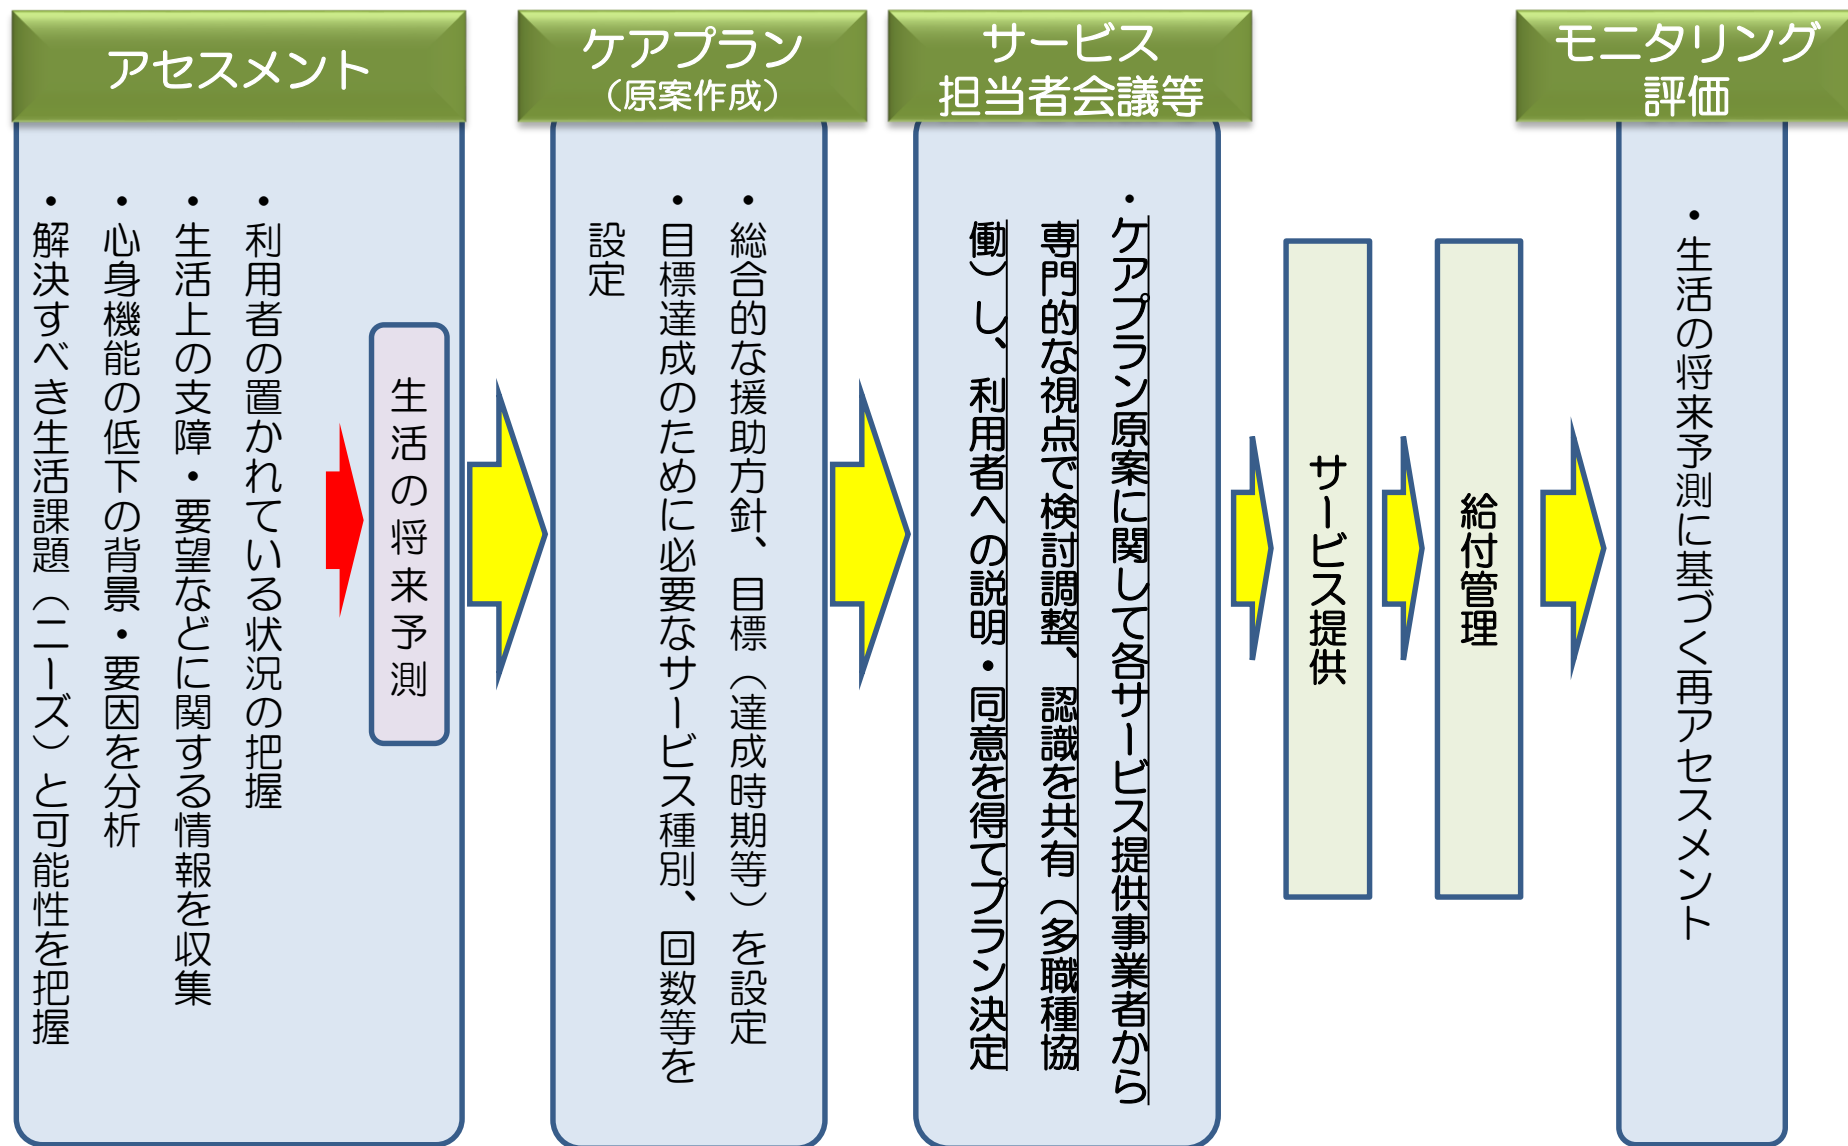 アセスメント
・利用者の置かれている状況の把握
・生活上の支障・要望などに関する情報を収集
・心身機能の低下の背景・要因を分析
・解決すべき生活課題（ニーズ）と可能性を把握
生活の将来予測
ケアプラン
（原案作成）
・総合的な援助方針、目標（達成時期等）を設定
・目標達成のために必要なサービス種別、回数等を
設定
サービス
担当者会議等
・ケアプラン原案に関して各サービス提供事業者から
専門的な視点で検討調整、認識を共有（多職種協
働）し、利用者への説明・同意を得てプラン決定
サービス提供
給付管理
モニタリング
評価
・生活の将来予測に基づく再アセスメント